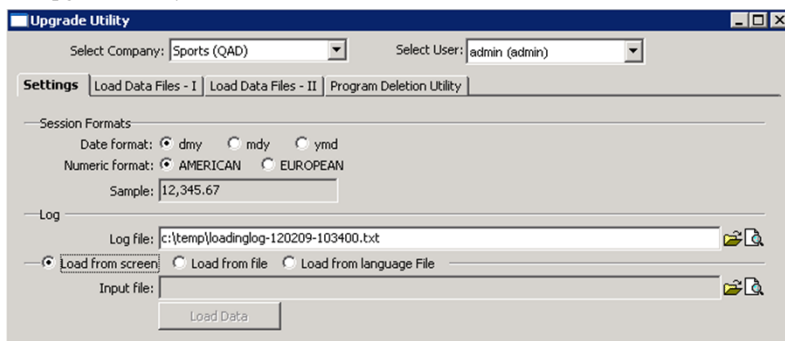 Upgrade Utility
Select Company: Sports (QAD) Select User: admin (admin)
Settings Load Data Files - I Load Data Files - II Program Deletion Utility
Session Formats
Date format: dmy mdy ymd
Numeric format: AMERICAN EUROPEAN
Sample: 12,345.67
Log
Log file: c:\temp\loadinglog-120209-103400.txt
Load from screen Load from file Load from language File
Input file:
Load Data